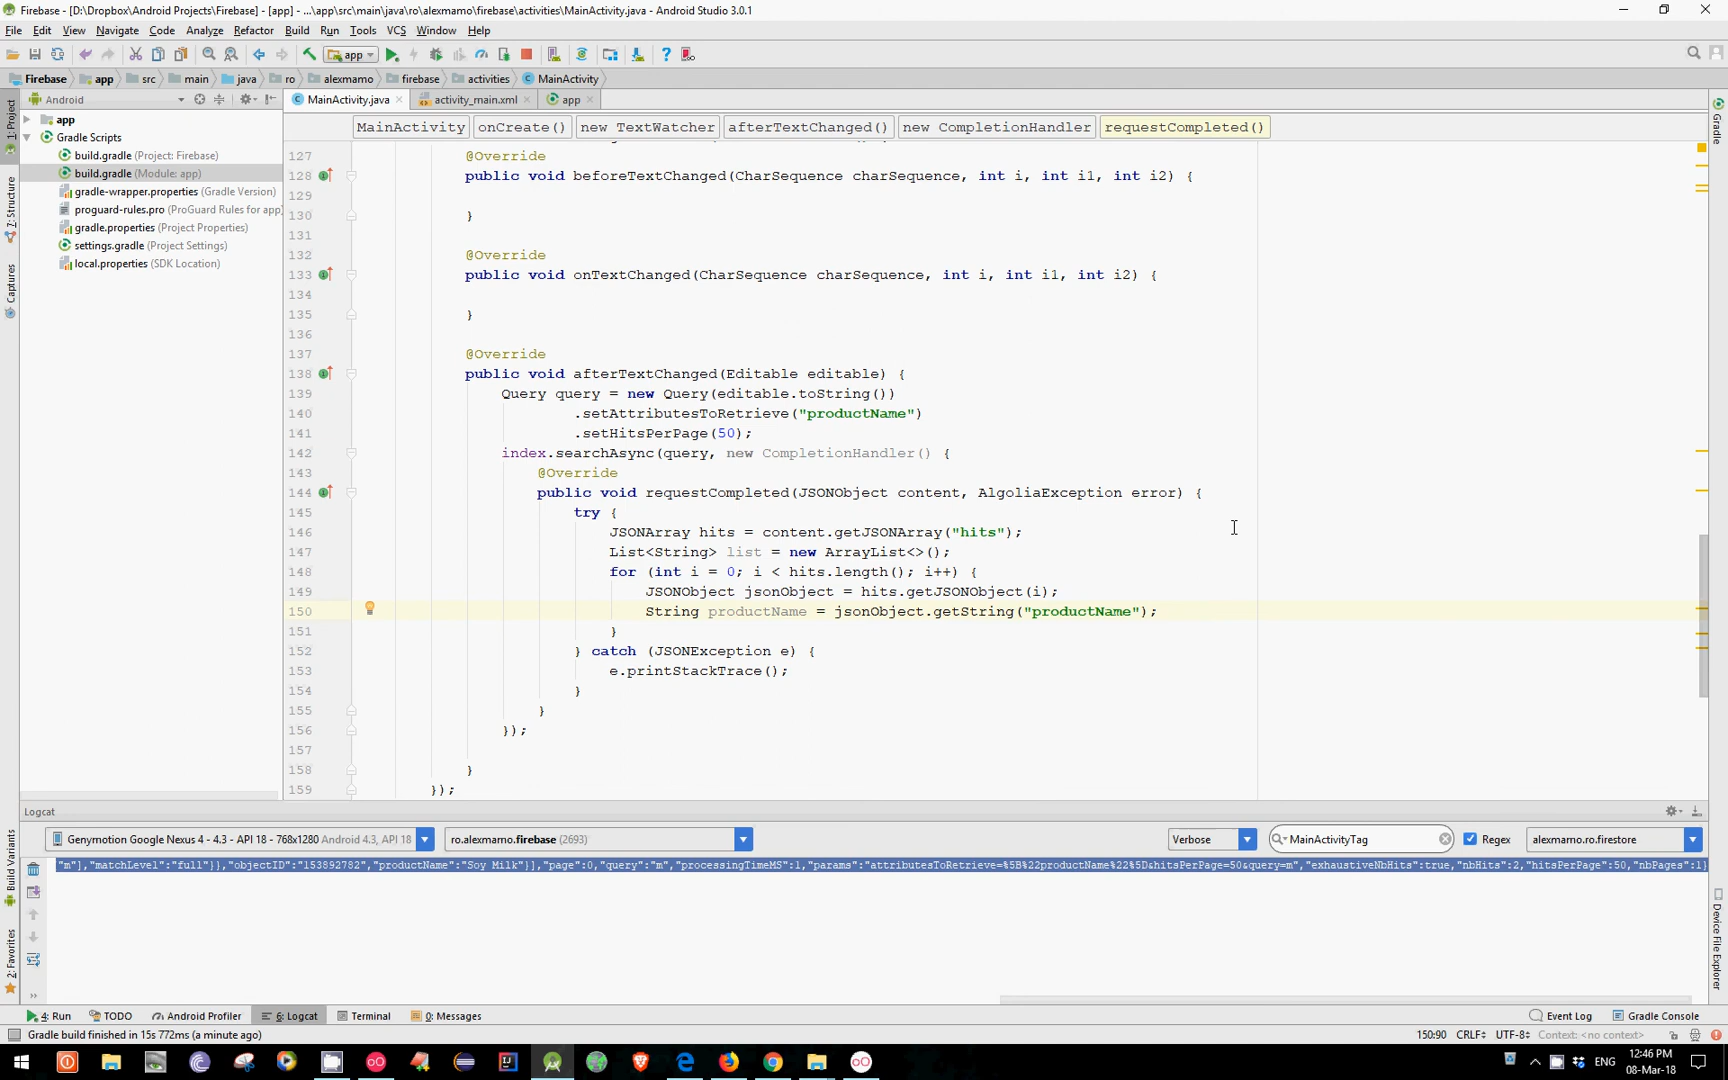 Firebase - [D:\Dropbox\Android Projects\Firebase] - [app] - ...\app\src\main\java\ro\alexmamo\firebase\activities\MainActivity.java - Android Studio 3.0.1
File Edit View Navigate Code Analyze Refactor Build Run Tools VCS Window Help
app
Firebase app src main java ro alexmamo firebase activities MainActivity
Android
MainActivity.java activity_main.xml app
MainActivity onCreate() new TextWatcher afterTextChanged() new CompletionHandler requestCompleted()
1: Project
7: Structure
Captures
Build Variants
2: Favorites
Gradle
Device File Explorer
app
Gradle Scripts
build.gradle (Project: Firebase)
build.gradle (Module: app)
gradle-wrapper.properties (Gradle Version)
proguard-rules.pro (ProGuard Rules for app)
gradle.properties (Project Properties)
settings.gradle (Project Settings)
local.properties (SDK Location)
127 @Override
128 public void beforeTextChanged(CharSequence charSequence, int i, int i1, int i2) {
129
130 }
131
132 @Override
133 public void onTextChanged(CharSequence charSequence, int i, int i1, int i2) {
134
135 }
136
137 @Override
138 public void afterTextChanged(Editable editable) {
139 Query query = new Query(editable.toString())
140 .setAttributesToRetrieve("productName")
141 .setHitsPerPage(50);
142 index.searchAsync(query, new CompletionHandler() {
143 @Override
144 public void requestCompleted(JSONObject content, AlgoliaException error) {
145 try {
146 JSONArray hits = content.getJSONArray("hits");
147 List<String> list = new ArrayList<>();
148 for (int i = 0; i < hits.length(); i++) {
149 JSONObject jsonObject = hits.getJSONObject(i);
150 String productName = jsonObject.getString("productName");
151 }
152 } catch (JSONException e) {
153 e.printStackTrace();
154 }
155 }
156 });
157
158 }
159 });
Logcat
Genymotion Google Nexus 4 - 4.3 - API 18 - 768x1280 Android 4.3, API 18 ro.alexmamo.firebase (2693) Verbose MainActivityTag Regex alexmamo.ro.firestore
"m"],"matchLevel":"full"}},"objectID":"153892782","productName":"Soy Milk"}],"page":0,"query":"m","processingTimeMS":1,"params":"attributesToRetrieve=%5B%22productName%22%5D&hitsPerPage=50&query=m","exhaustiveNbHits":true,"nbHits":2,"hitsPerPage":50,"nbPages":1}
4: Run TODO Android Profiler 6: Logcat Terminal 0: Messages Event Log Gradle Console
Gradle build finished in 15s 772ms (a minute ago) 150:90 CRLF÷ UTF-8÷ Context: <no context>
ENG 12:46 PM
08-Mar-18